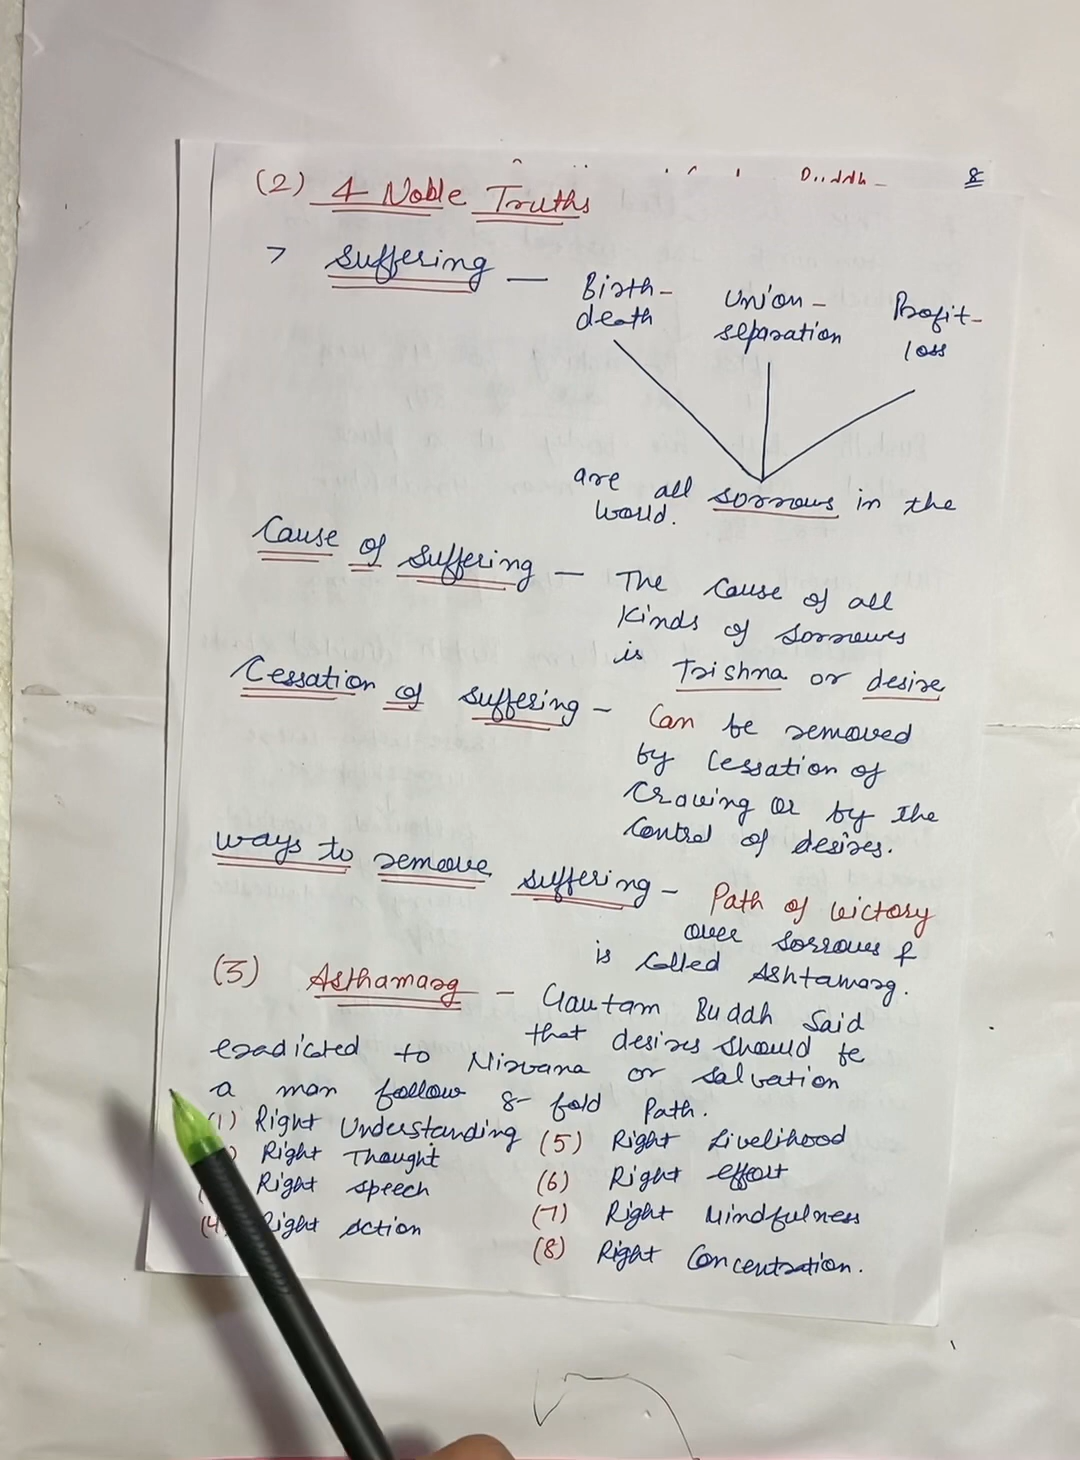 8
(2) 4 Noble Truths
> Suffering — Birth-death Union-separation Profit-loss
are all sorrows in the
world.
Cause of Suffering — The Cause of all
Kinds of Sorrowes
is Trishna or desire
Cessation of suffering - Can be removed
by Cessation of
Craving or by the
Control of desires.
Ways to remove suffering - Path of victory
over Sorrows &
is Called Ashtamarg.
(3) Asthamarg - Gautam Buddh Said
that desires should be
eradicted to Nirvana or salvation
a man follow 8-fold Path.
(1) Right Understanding (5) Right Livelihood
Right Thought
Right speech (6) Right effort
(4) Right action (7) Right Mindfulness
(8) Right Concentration.